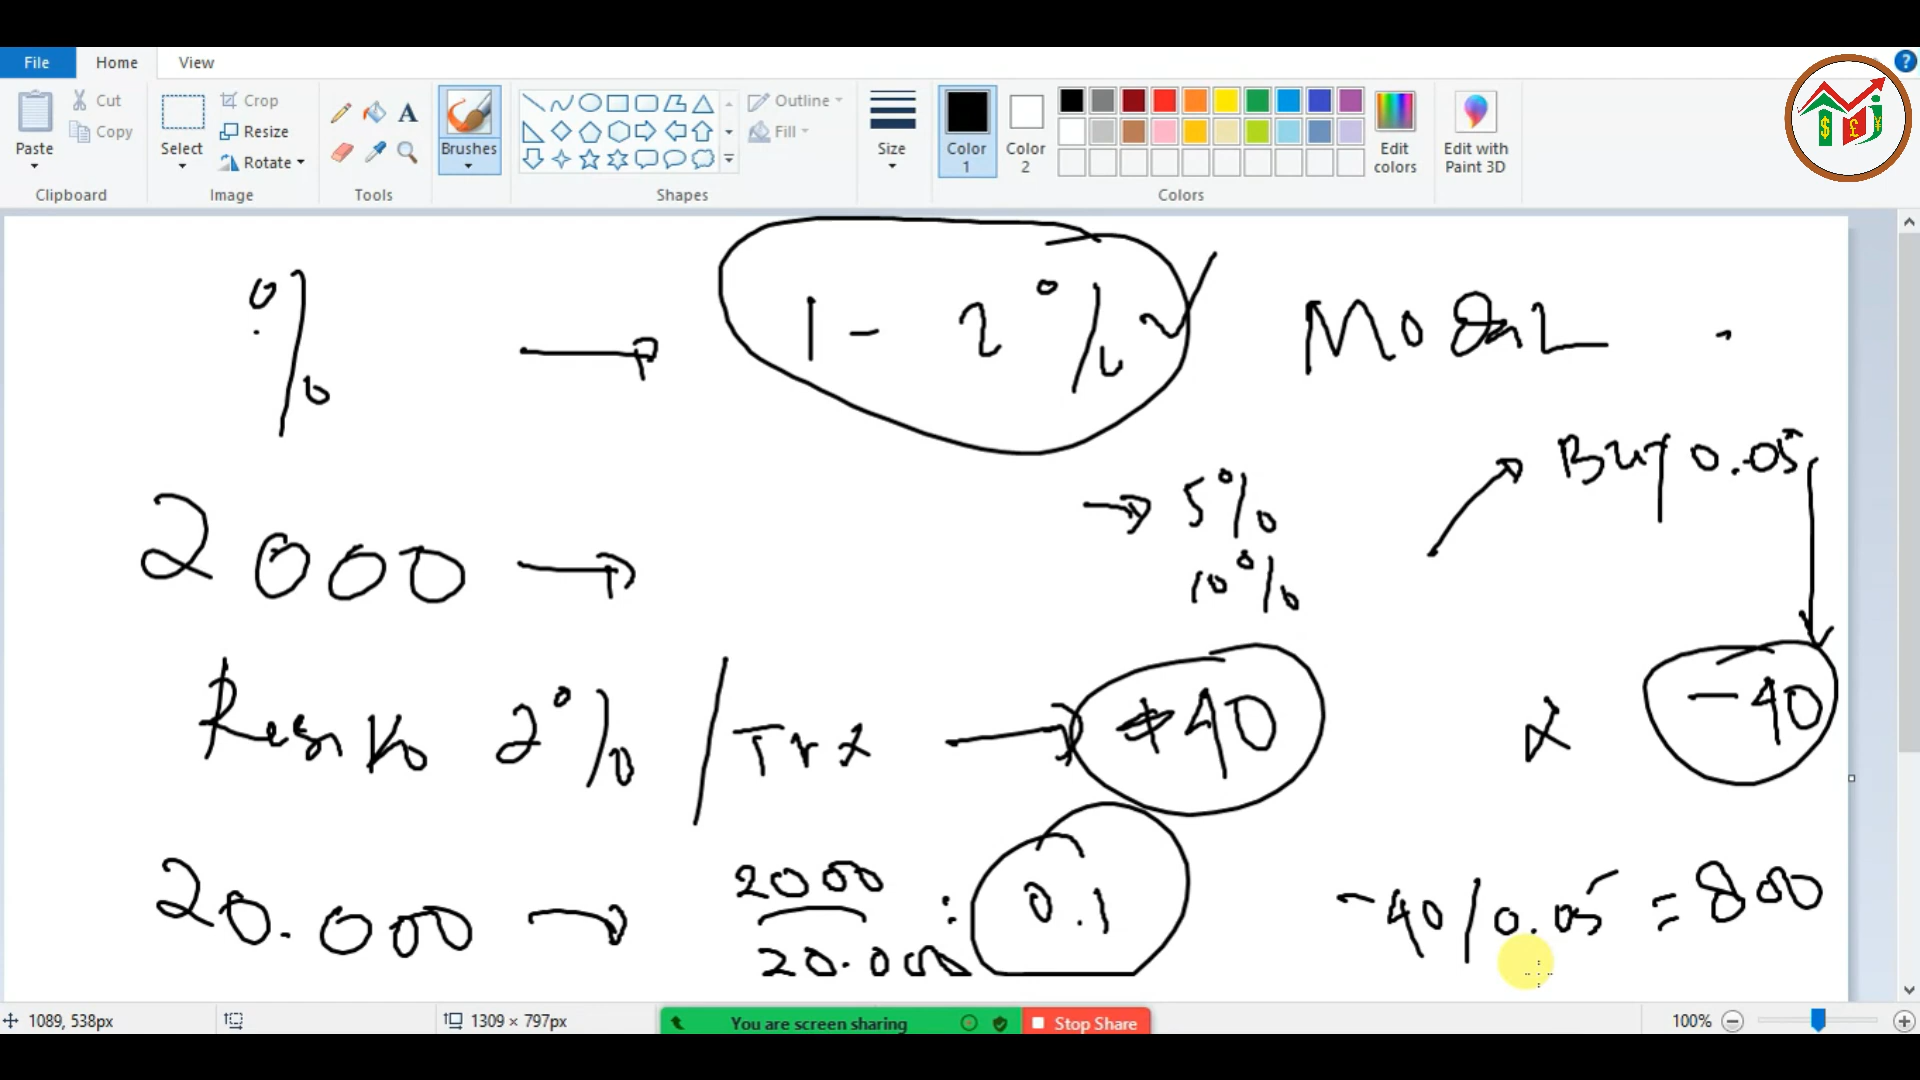 File Home View
Paste Cut Copy Clipboard
Select Crop Resize Rotate Image
A Tools
Brushes
Outline Fill Shapes
Size
Color 1 Color 2 Edit colors Colors
Edit with Paint 3D
?
$ £ ¥
% → 1 - 2 % Modal
→ 5% Buy 0.05
2000 →
10%
Resiko 2% / Trx → 40 -40
20.000 → 2000 : 0.1 -40/0.05 = 800
20.000
1089, 538px 1309 × 797px You are screen sharing Stop Share 100%